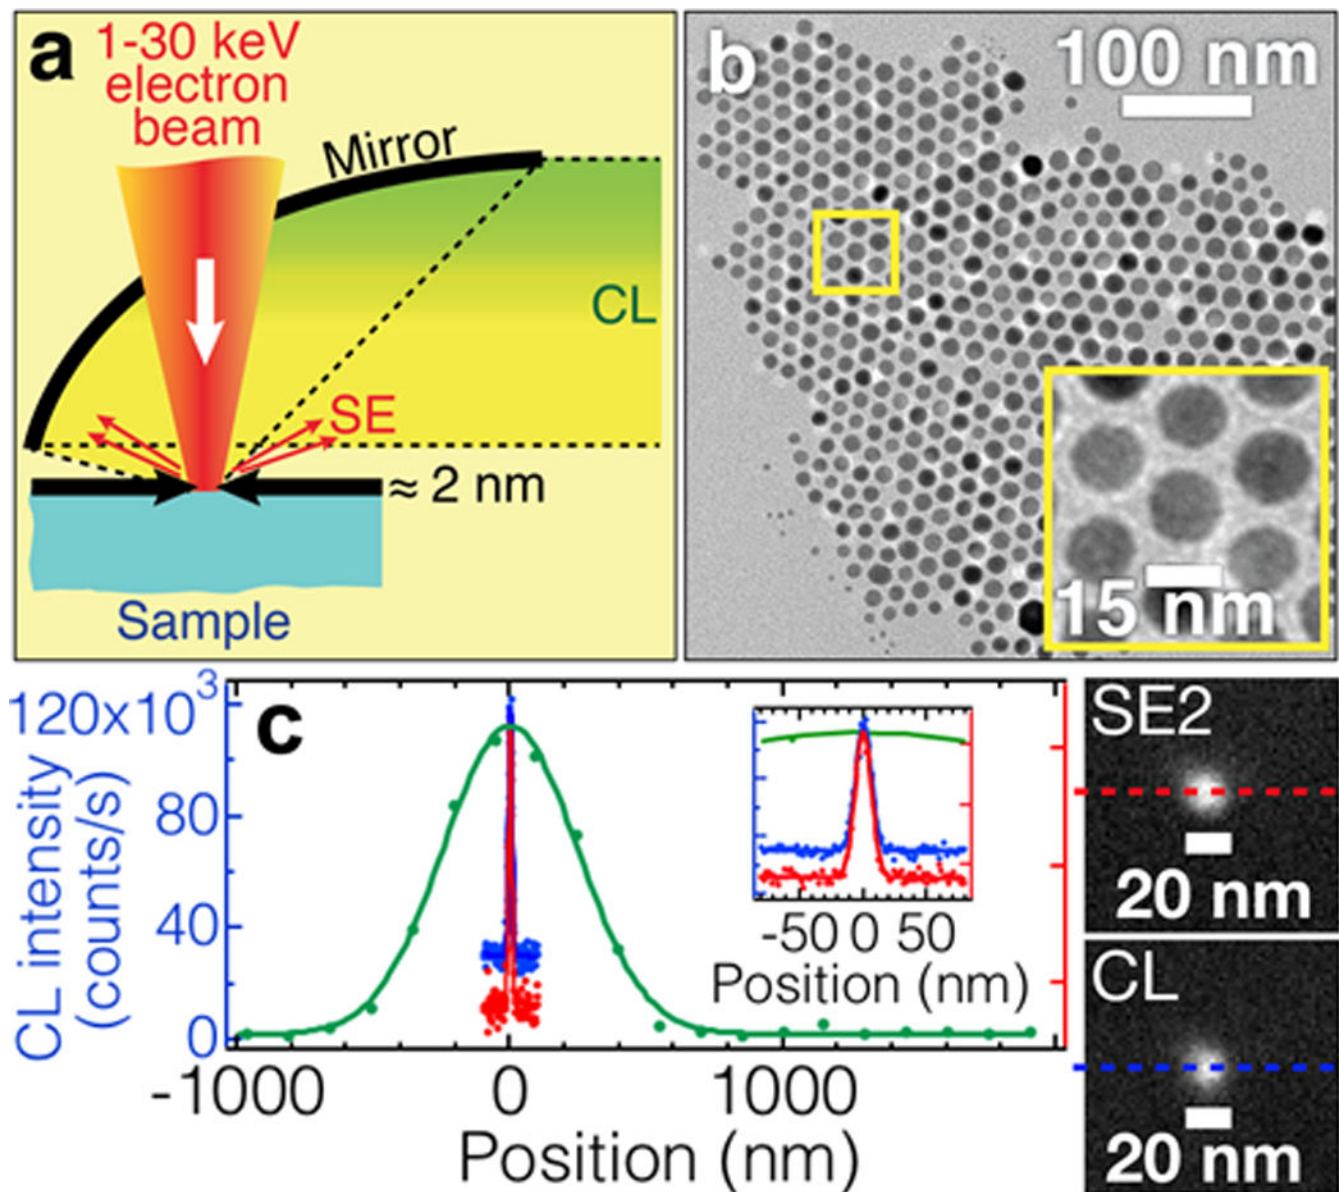 a
1-30 keV
electron
beam
Mirror
CL
SE
≈ 2 nm
Sample
b
100 nm
15 nm
c
CL intensity
(counts/s)
120x10³
80
40
0
-1000
0
1000
Position (nm)
-50
0
50
Position (nm)
SE2
20 nm
CL
20 nm